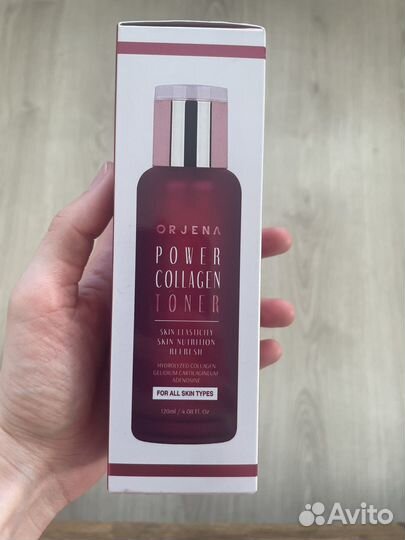 ORJENA
POWER
COLLAGEN
TONER
SKIN ELASTICITY
SKIN NUTRITION
REFRESH
HYDROLYZED COLLAGEN
GELIDIUM CARTILAGINEUM
ADENOSINE
FOR ALL SKIN TYPES
120ml / 4.08 FL. Oz
Avito